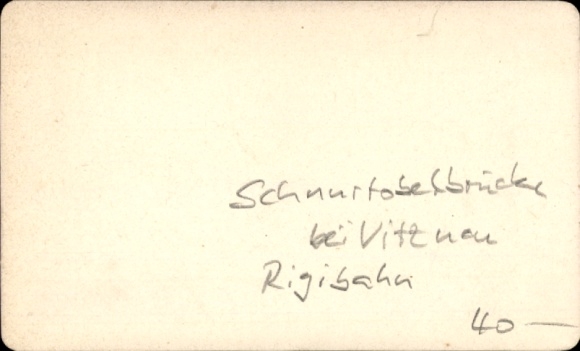 Schnurtobelbrücke
bei Vitznau
Rigibahn
40 —